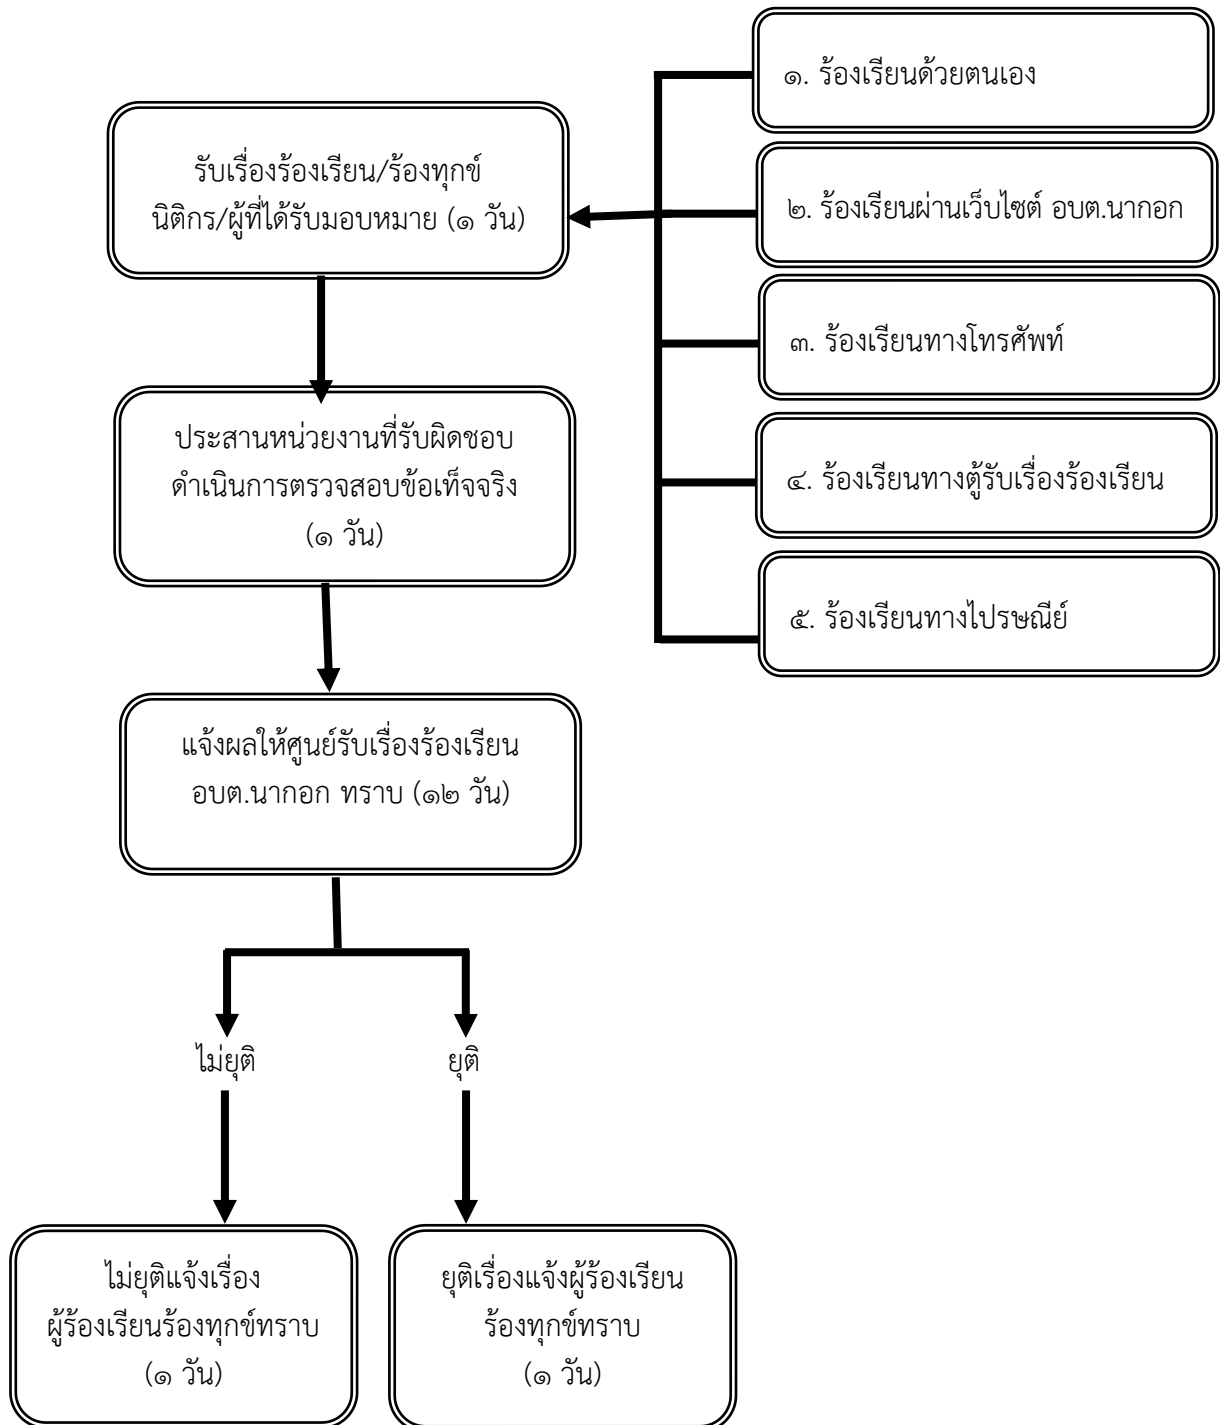 ๑. ร้องเรียนด้วยตนเอง
รับเรื่องร้องเรียน/ร้องทุกข์
นิติกร/ผู้ที่ได้รับมอบหมาย (๑ วัน)
๒. ร้องเรียนผ่านเว็บไซต์ อบต.นากอก
๓. ร้องเรียนทางโทรศัพท์
ประสานหน่วยงานที่รับผิดชอบ
ดำเนินการตรวจสอบข้อเท็จจริง
(๑ วัน)
๔. ร้องเรียนทางตู้รับเรื่องร้องเรียน
๕. ร้องเรียนทางไปรษณีย์
แจ้งผลให้ศูนย์รับเรื่องร้องเรียน
อบต.นากอก ทราบ (๑๒ วัน)
ไม่ยุติ
ยุติ
ไม่ยุติแจ้งเรื่อง
ผู้ร้องเรียนร้องทุกข์ทราบ
(๑ วัน)
ยุติเรื่องแจ้งผู้ร้องเรียน
ร้องทุกข์ทราบ
(๑ วัน)